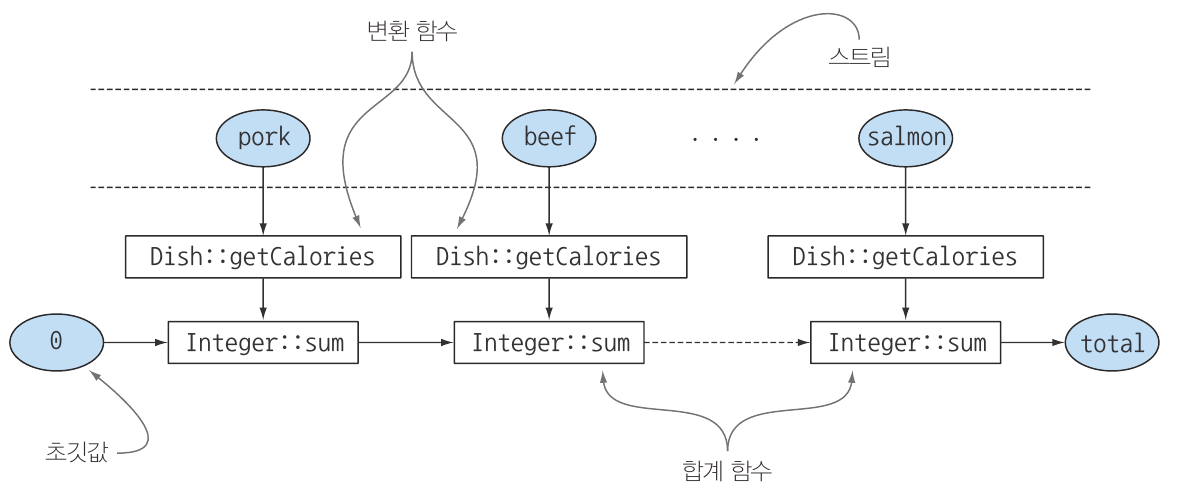 변환 함수
스트림
pork
beef
. . . .
salmon
Dish::getCalories
Dish::getCalories
Dish::getCalories
0
Integer::sum
Integer::sum
Integer::sum
total
초깃값
합계 함수